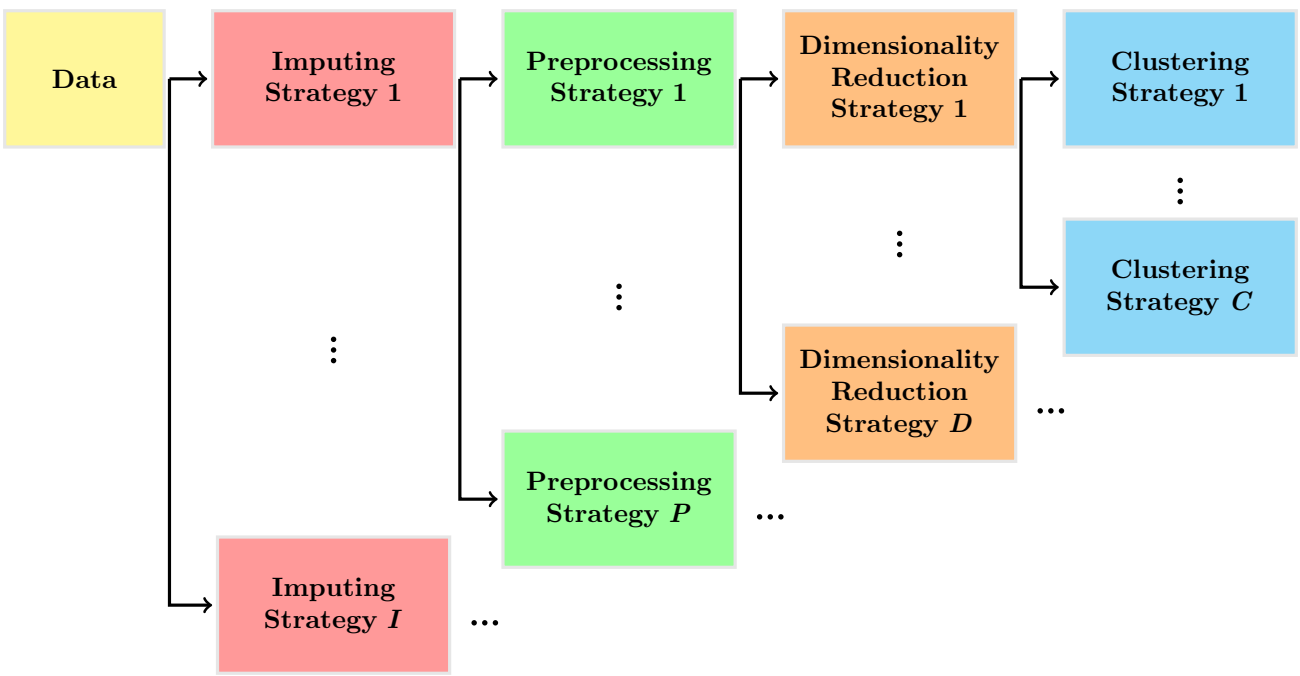 Data
Imputing
Strategy 1
Preprocessing
Strategy 1
Dimensionality
Reduction
Strategy 1
Clustering
Strategy 1
⋮
⋮
⋮
⋮
Clustering
Strategy C
Dimensionality
Reduction
Strategy D
...
Preprocessing
Strategy P
...
Imputing
Strategy I
...